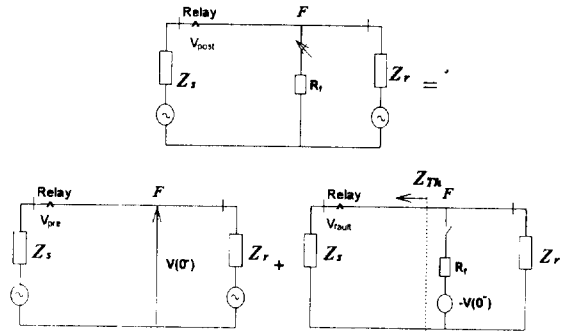 Relay
F
V_post
Z_s
R_f
Z_r
=
Z_Th
Relay
F
V_pre
Z_s
V(0⁻)
Z_r
+
Relay
F
V_fault
Z_s
R_f
-V(0⁻)
Z_r